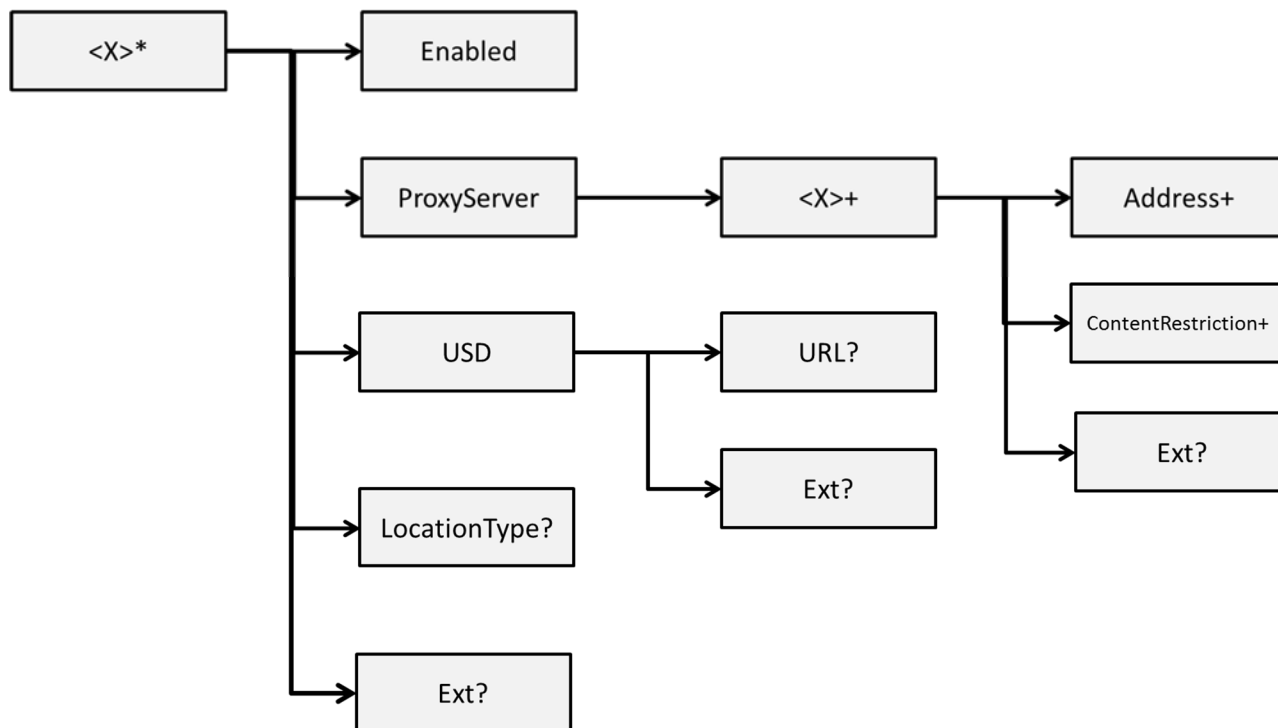 <X>*
Enabled
ProxyServer
<X>+
Address+
ContentRestriction+
USD
URL?
Ext?
Ext?
LocationType?
Ext?